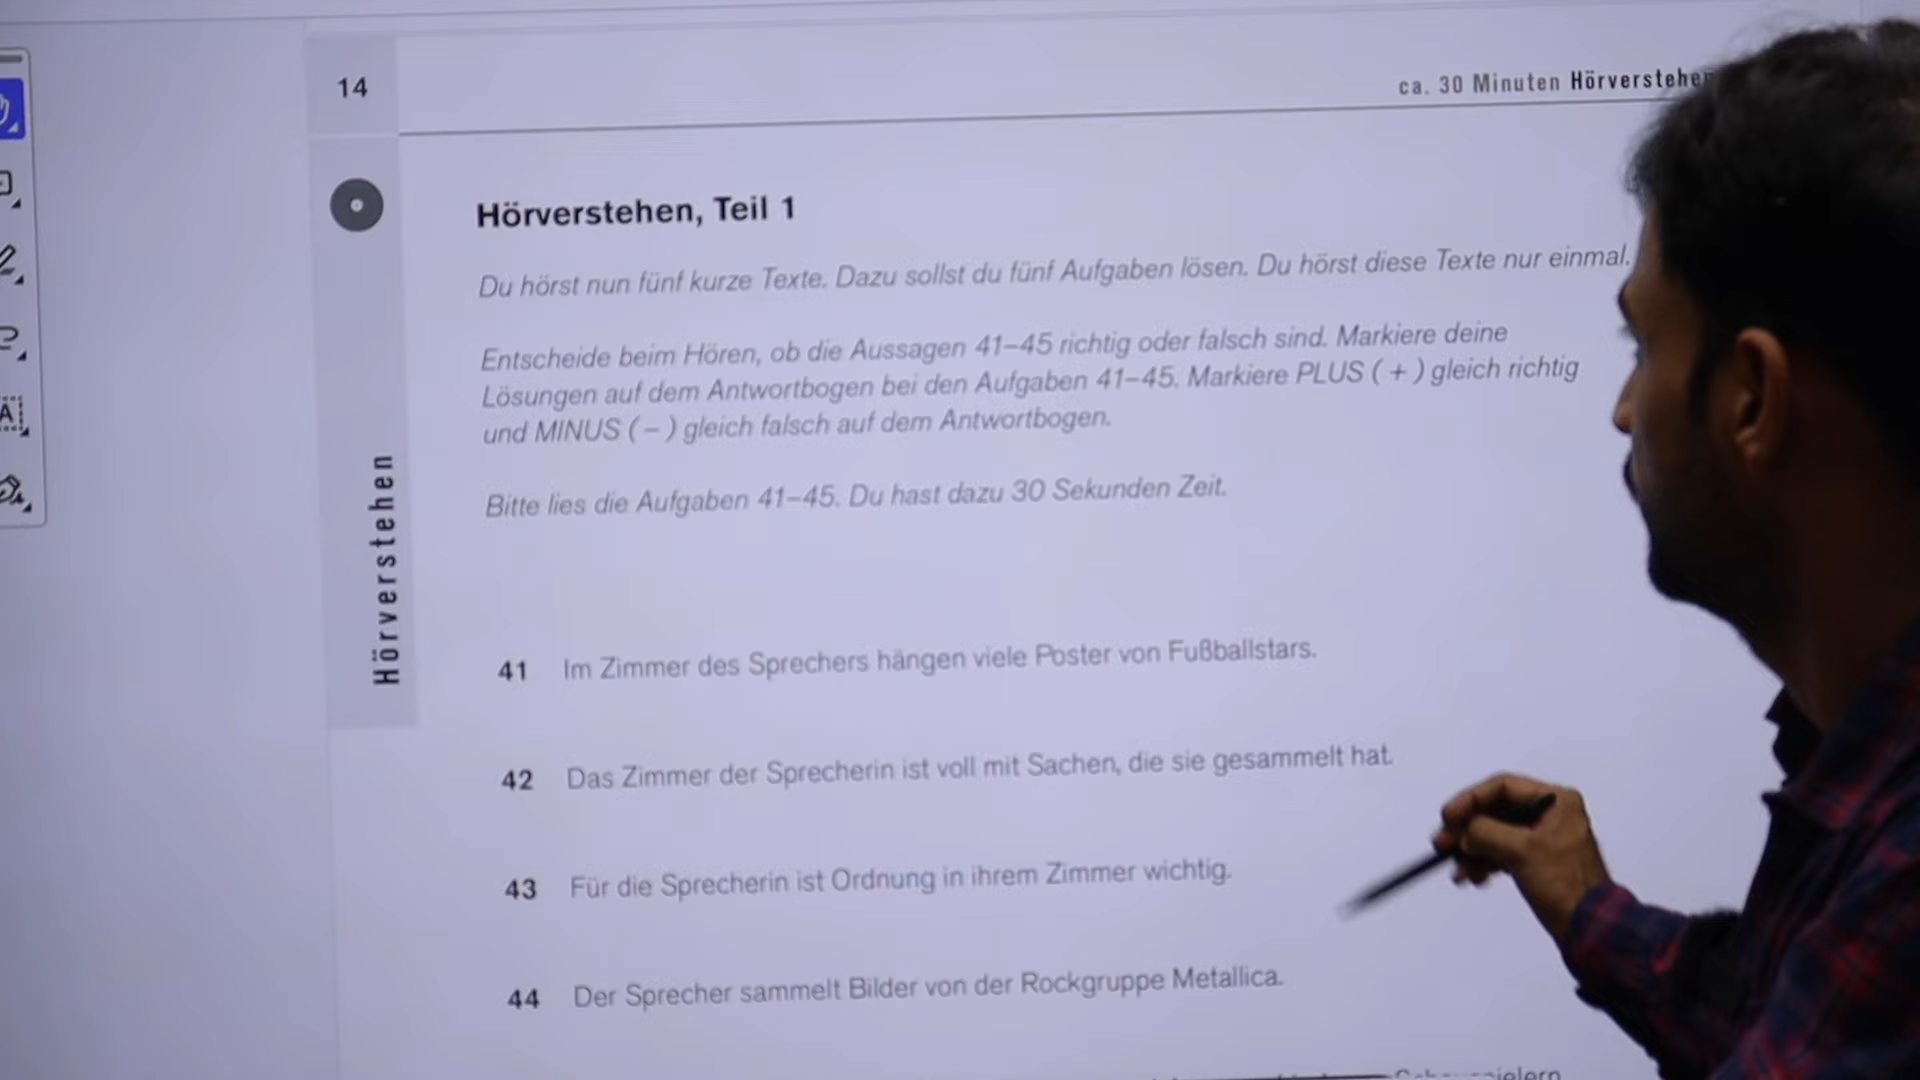 14
ca. 30 Minuten Hörverstehen
Hörverstehen, Teil 1
Du hörst nun fünf kurze Texte. Dazu sollst du fünf Aufgaben lösen. Du hörst diese Texte nur einmal.
Entscheide beim Hören, ob die Aussagen 41–45 richtig oder falsch sind. Markiere deine
Lösungen auf dem Antwortbogen bei den Aufgaben 41–45. Markiere PLUS ( + ) gleich richtig
und MINUS ( – ) gleich falsch auf dem Antwortbogen.
Bitte lies die Aufgaben 41–45. Du hast dazu 30 Sekunden Zeit.
Hörverstehen
41 Im Zimmer des Sprechers hängen viele Poster von Fußballstars.
42 Das Zimmer der Sprecherin ist voll mit Sachen, die sie gesammelt hat.
43 Für die Sprecherin ist Ordnung in ihrem Zimmer wichtig.
44 Der Sprecher sammelt Bilder von der Rockgruppe Metallica.